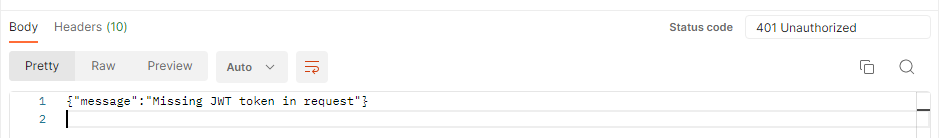 Body Headers (10) Status code 401 Unauthorized
Pretty Raw Preview Auto
1 {"message":"Missing JWT token in request"}
2